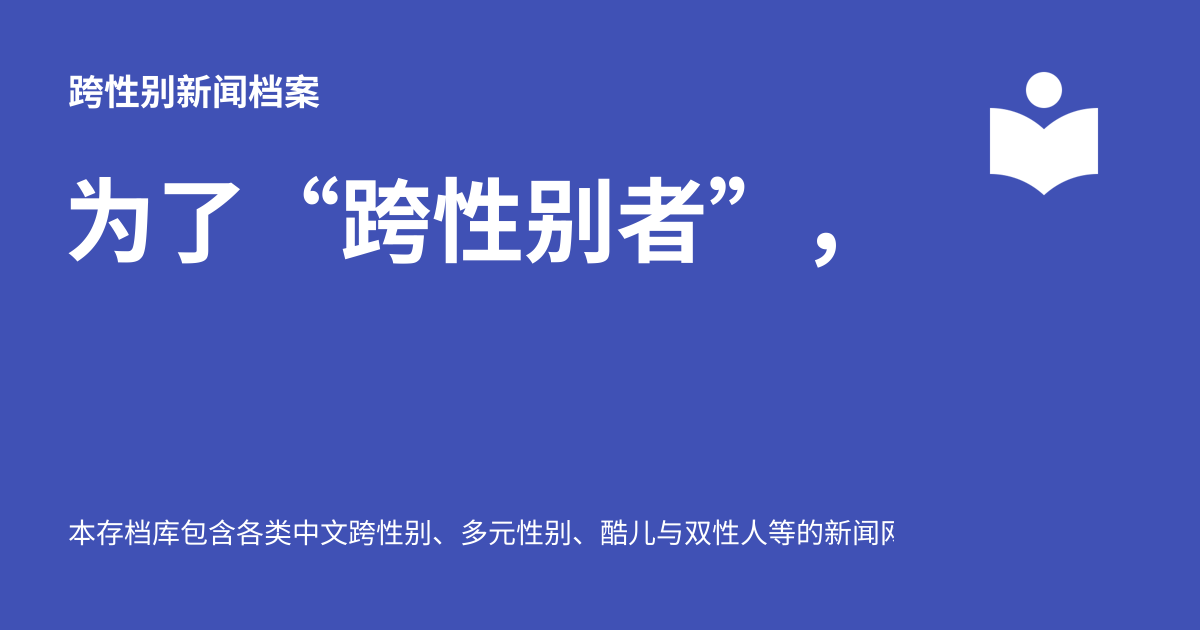 跨性别新闻档案
为了 “跨性别者” ，
本存档库包含各类中文跨性别、多元性别、酷儿与双性人等的新闻网